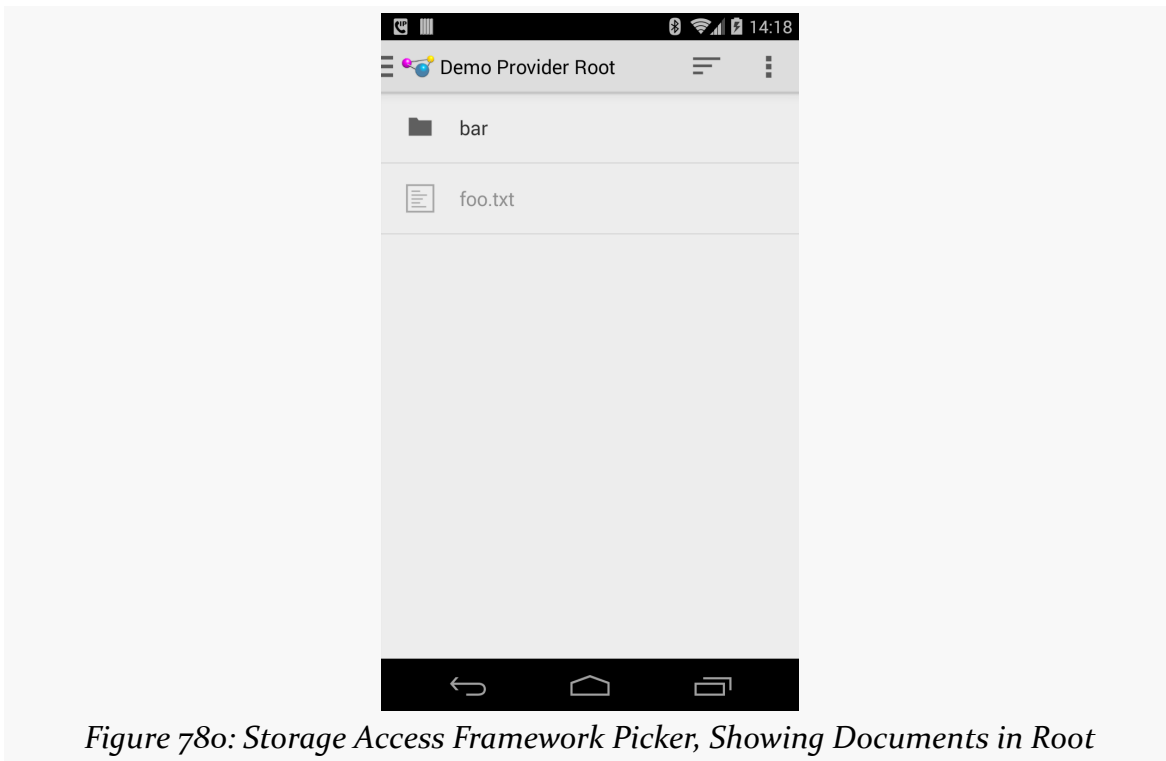 14:18
Demo Provider Root
bar
foo.txt
Figure 780: Storage Access Framework Picker, Showing Documents in Root